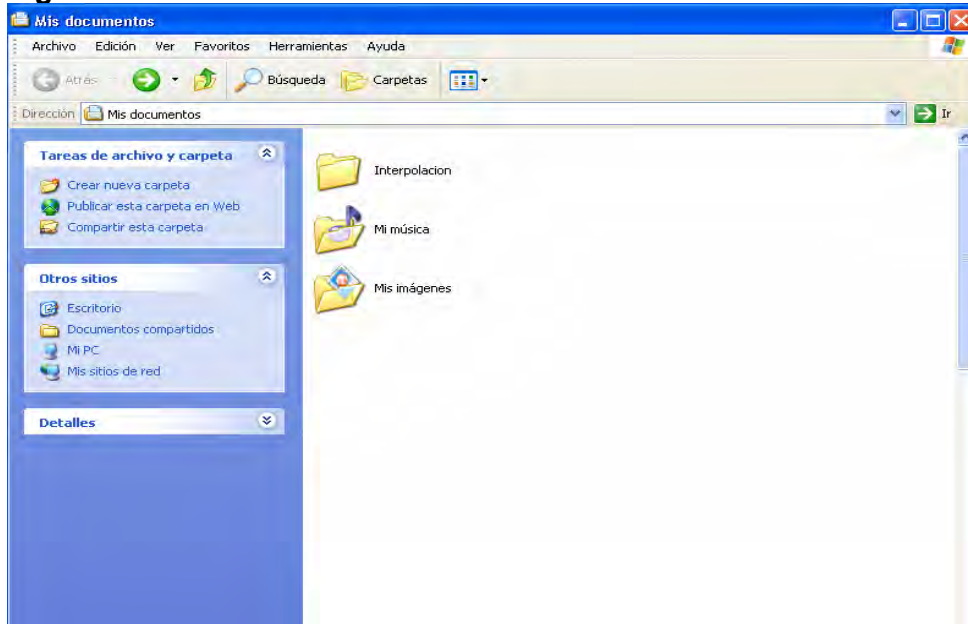 Mis documentos
Archivo Edición Ver Favoritos Herramientas Ayuda
Atrás Búsqueda Carpetas
Dirección Mis documentos Ir
Tareas de archivo y carpeta
Crear nueva carpeta
Publicar esta carpeta en Web
Compartir esta carpeta
Otros sitios
Escritorio
Documentos compartidos
Mi PC
Mis sitios de red
Detalles
Interpolacion
Mi música
Mis imágenes